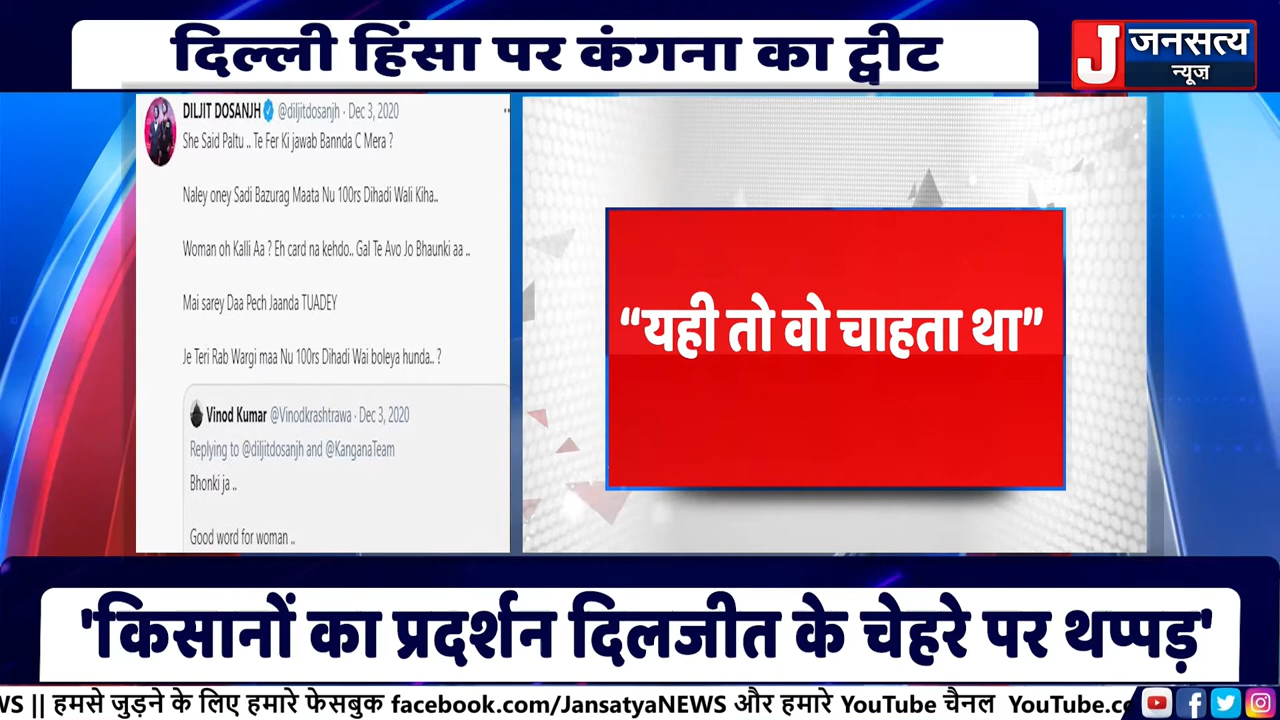 दिल्ली हिंसा पर कंगना का ट्वीट
J जनसत्य
न्यूज़
DILJIT DOSANJH @diljitdosanjh · Dec 3, 2020
She Said Paltu .. Te Fer Ki jawab Bannda C Mera ?
Naley oney Sadi Bazurag Maata Nu 100rs Dihadi Wali Kiha..
Woman oh Kalli Aa ? Eh card na kehdo.. Gal Te Avo Jo Bhaunki aa ..
Mai sarey Daa Pech Jaanda TUADEY
Je Teri Rab Wargi maa Nu 100rs Dihadi Wai boleya hunda.. ?
Vinod Kumar @Vinodkrashtrawa · Dec 3, 2020
Replying to @diljitdosanjh and @KanganaTeam
Bhonki ja ..
Good word for woman ..
“यही तो वो चाहता था”
'किसानों का प्रदर्शन दिलजीत के चेहरे पर थप्पड़'
WS || हमसे जुड़ने के लिए हमारे फेसबुक facebook.com/JansatyaNEWS और हमारे YouTube चैनल YouTube.c